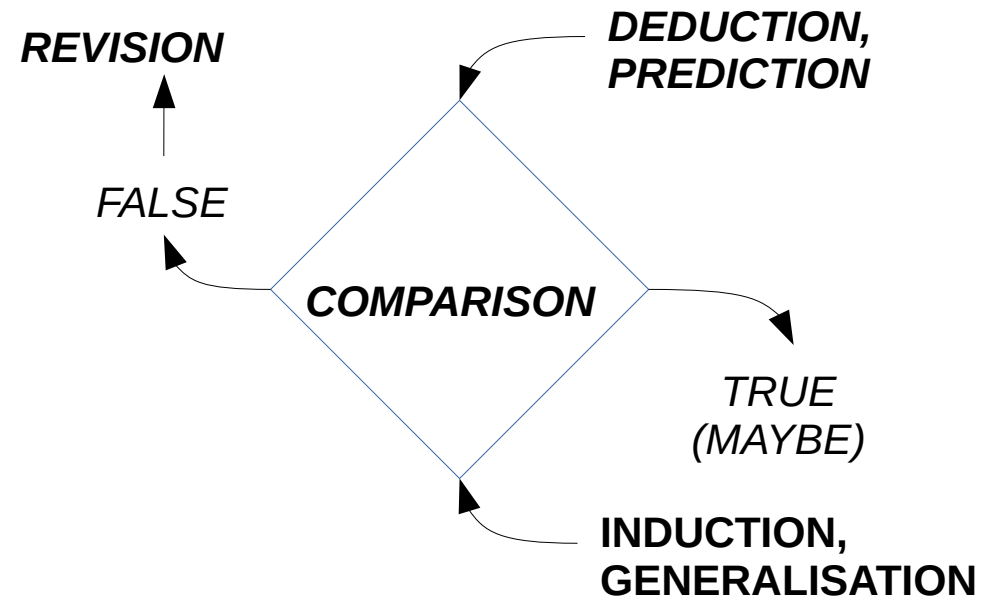 DEDUCTION,
PREDICTION
REVISION
FALSE
COMPARISON
TRUE
(MAYBE)
INDUCTION,
GENERALISATION